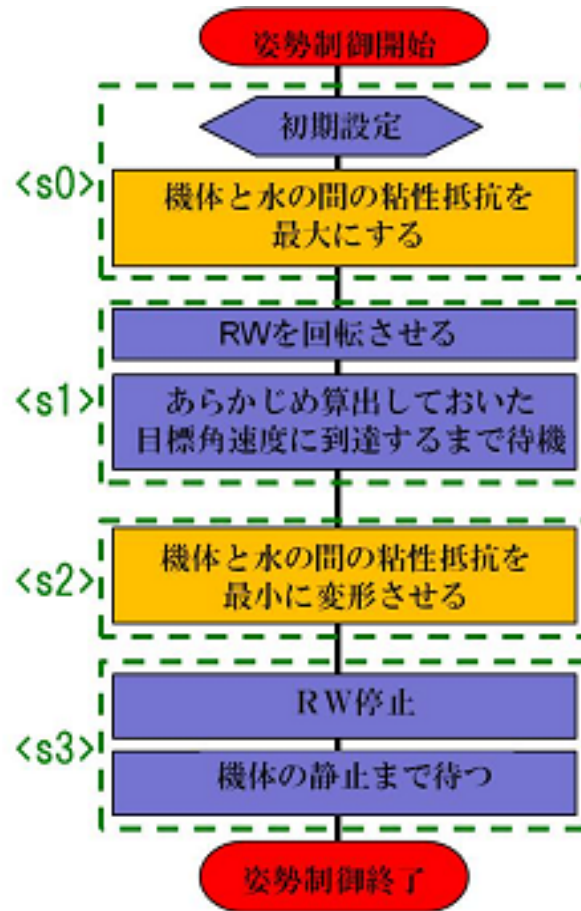 姿勢制御開始
初期設定
<s0>
機体と水の間の粘性抵抗を
最大にする
RWを回転させる
<s1>
あらかじめ算出しておいた
目標角速度に到達するまで待機
機体と水の間の粘性抵抗を
<s2>
最小に変形させる
RW停止
<s3>
機体の静止まで待つ
姿勢制御終了